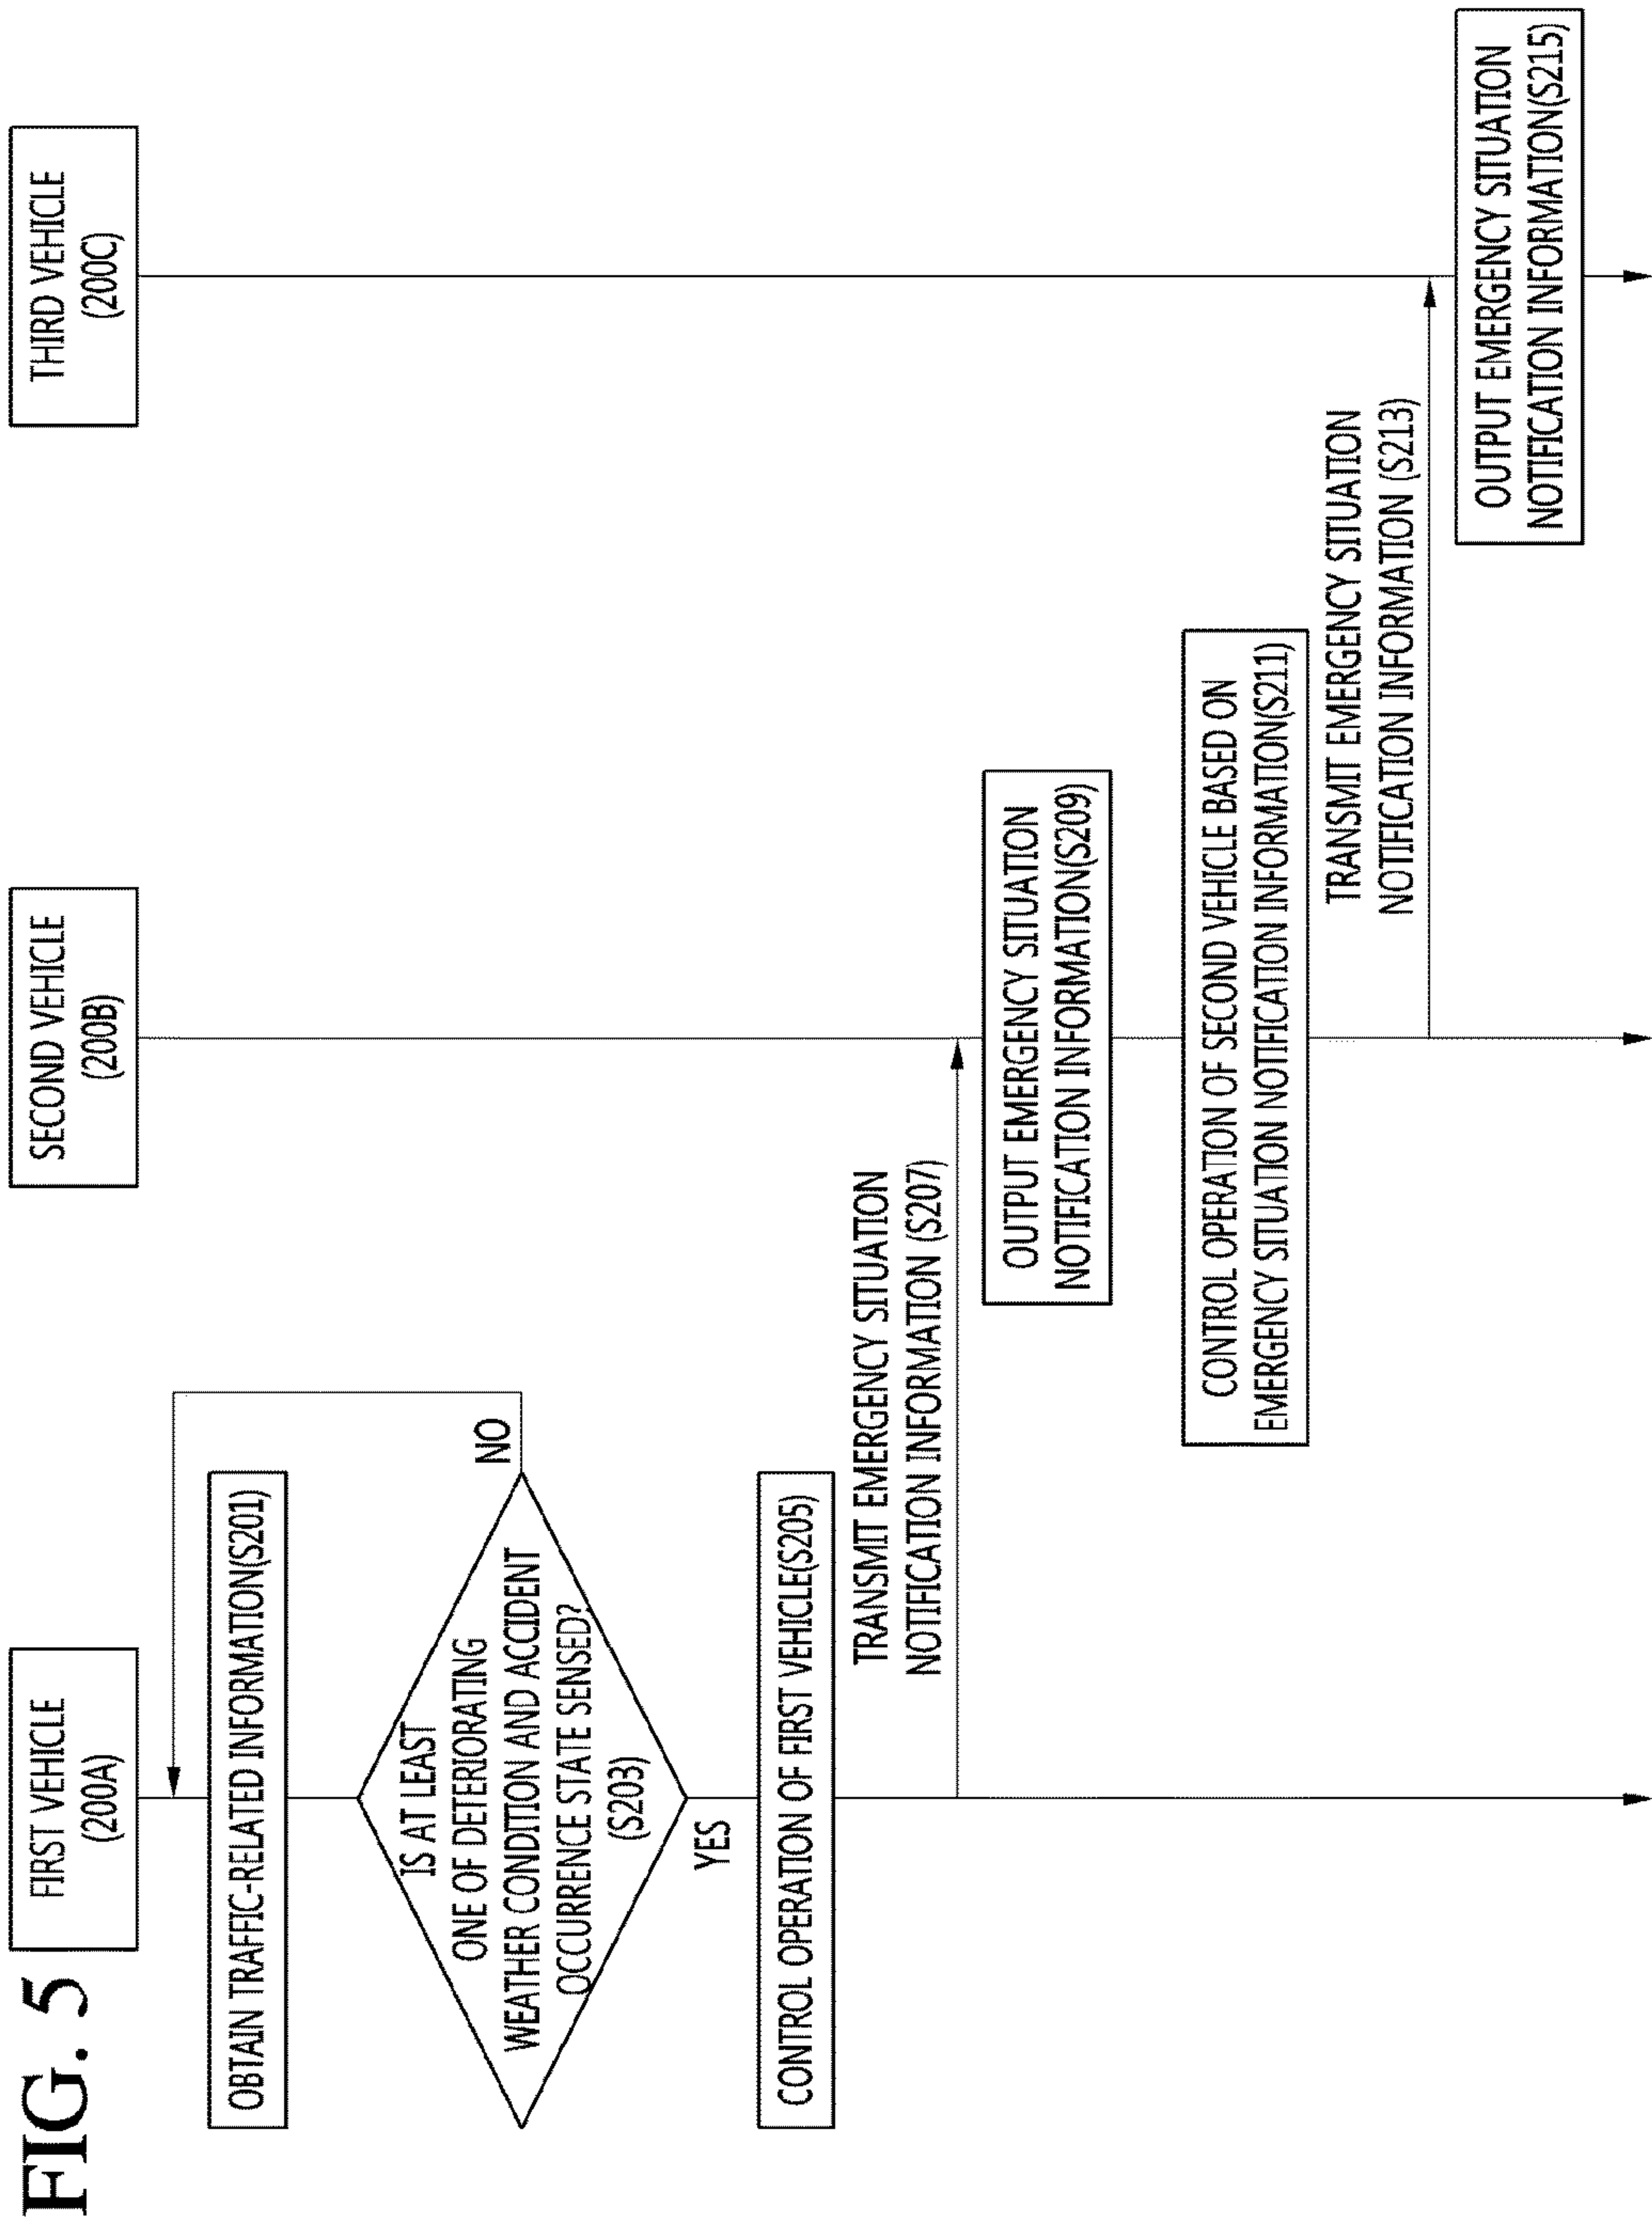 FIG. 5
FIRST VEHICLE
(200A)
SECOND VEHICLE
(200B)
THIRD VEHICLE
(200C)
OBTAIN TRAFFIC-RELATED INFORMATION(S201)
IS AT LEAST
ONE OF DETERIORATING
WEATHER CONDITION AND ACCIDENT
OCCURRENCE STATE SENSED?
(S203)
NO
YES
CONTROL OPERATION OF FIRST VEHICLE(S205)
TRANSMIT EMERGENCY SITUATION
NOTIFICATION INFORMATION (S207)
OUTPUT EMERGENCY SITUATION
NOTIFICATION INFORMATION(S209)
CONTROL OPERATION OF SECOND VEHICLE BASED ON
EMERGENCY SITUATION NOTIFICATION INFORMATION(S211)
TRANSMIT EMERGENCY SITUATION
NOTIFICATION INFORMATION (S213)
OUTPUT EMERGENCY SITUATION
NOTIFICATION INFORMATION(S215)